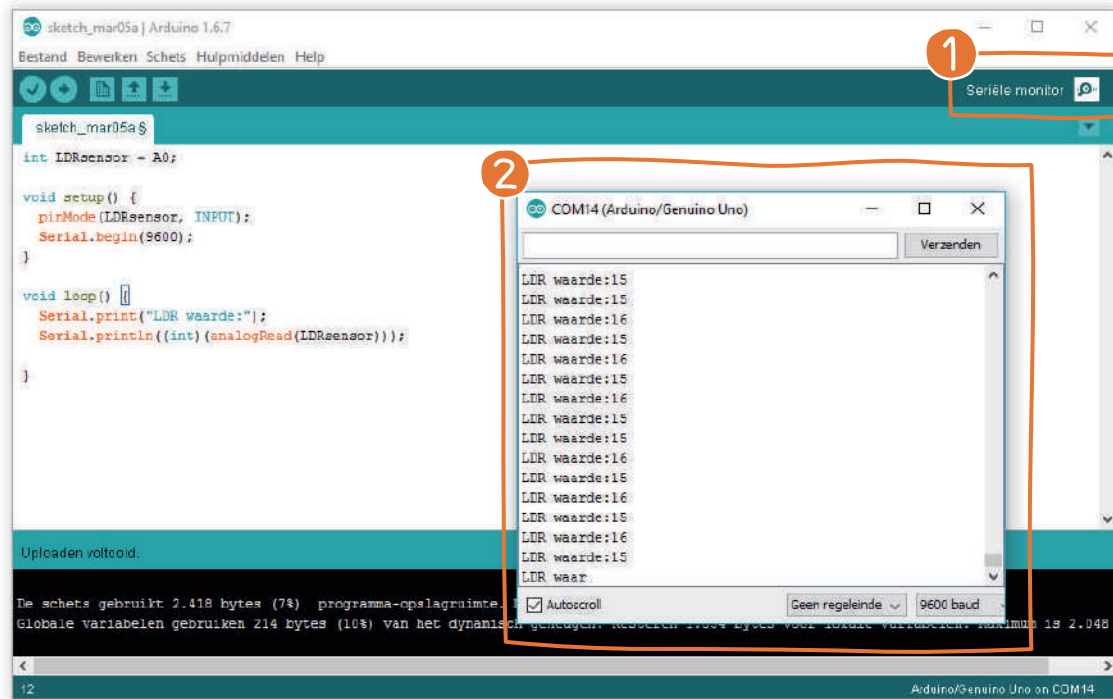 sketch_mar05a | Arduino 1.6.7
Bestand Bewerken Schets Hulpmiddelen Help
1
Seriële monitor
sketch_mar05a §
int LDRsensor = A0;
void setup() {
pinMode(LDRsensor, INPUT);
Serial.begin(9600);
}
void loop() {
Serial.print("LDR waarde:");
Serial.println((int)(analogRead(LDRsensor)));
}
2
COM14 (Arduino/Genuino Uno)
Verzenden
LDR waarde:15
LDR waarde:15
LDR waarde:16
LDR waarde:15
LDR waarde:16
LDR waarde:15
LDR waarde:16
LDR waarde:15
LDR waarde:15
LDR waarde:16
LDR waarde:15
LDR waarde:16
LDR waarde:15
LDR waarde:16
LDR waarde:15
LDR waar
Autoscroll
Geen regeleinde
9600 baud
Uploaden voltooid.
De schets gebruikt 2.418 bytes (7%) programma-opslagruimte.
Globale variabelen gebruiken 214 bytes (10%) van het dynamisch is 2.048
12
Arduino/Genuino Uno on COM14